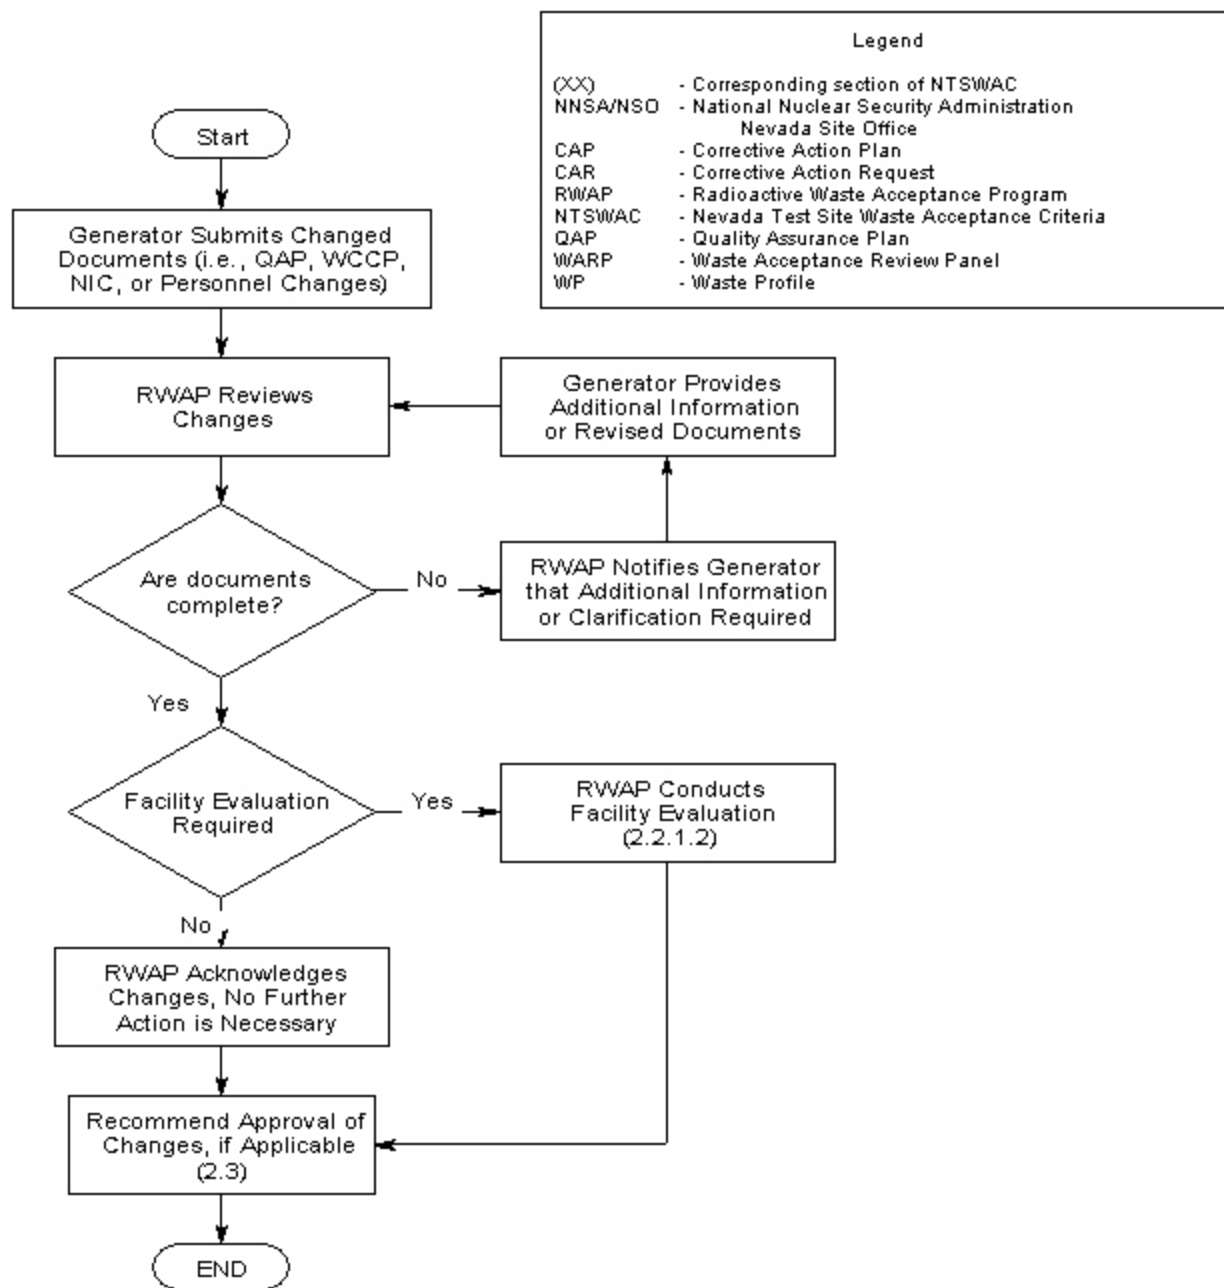 Legend
(XX) - Corresponding section of NTSWAC
NNSA/NSO - National Nuclear Security Administration
Nevada Site Office
CAP - Corrective Action Plan
CAR - Corrective Action Request
RWAP - Radioactive Waste Acceptance Program
NTSWAC - Nevada Test Site Waste Acceptance Criteria
QAP - Quality Assurance Plan
WARP - Waste Acceptance Review Panel
WP - Waste Profile
Start
Generator Submits Changed
Documents (i.e., QAP, WCCP,
NIC, or Personnel Changes)
RWAP Reviews
Changes
Generator Provides
Additional Information
or Revised Documents
Are documents
complete?
No
RWAP Notifies Generator
that Additional Information
or Clarification Required
Yes
Facility Evaluation
Required
Yes
RWAP Conducts
Facility Evaluation
(2.2.1.2)
No
RWAP Acknowledges
Changes, No Further
Action is Necessary
Recommend Approval of
Changes, if Applicable
(2.3)
END